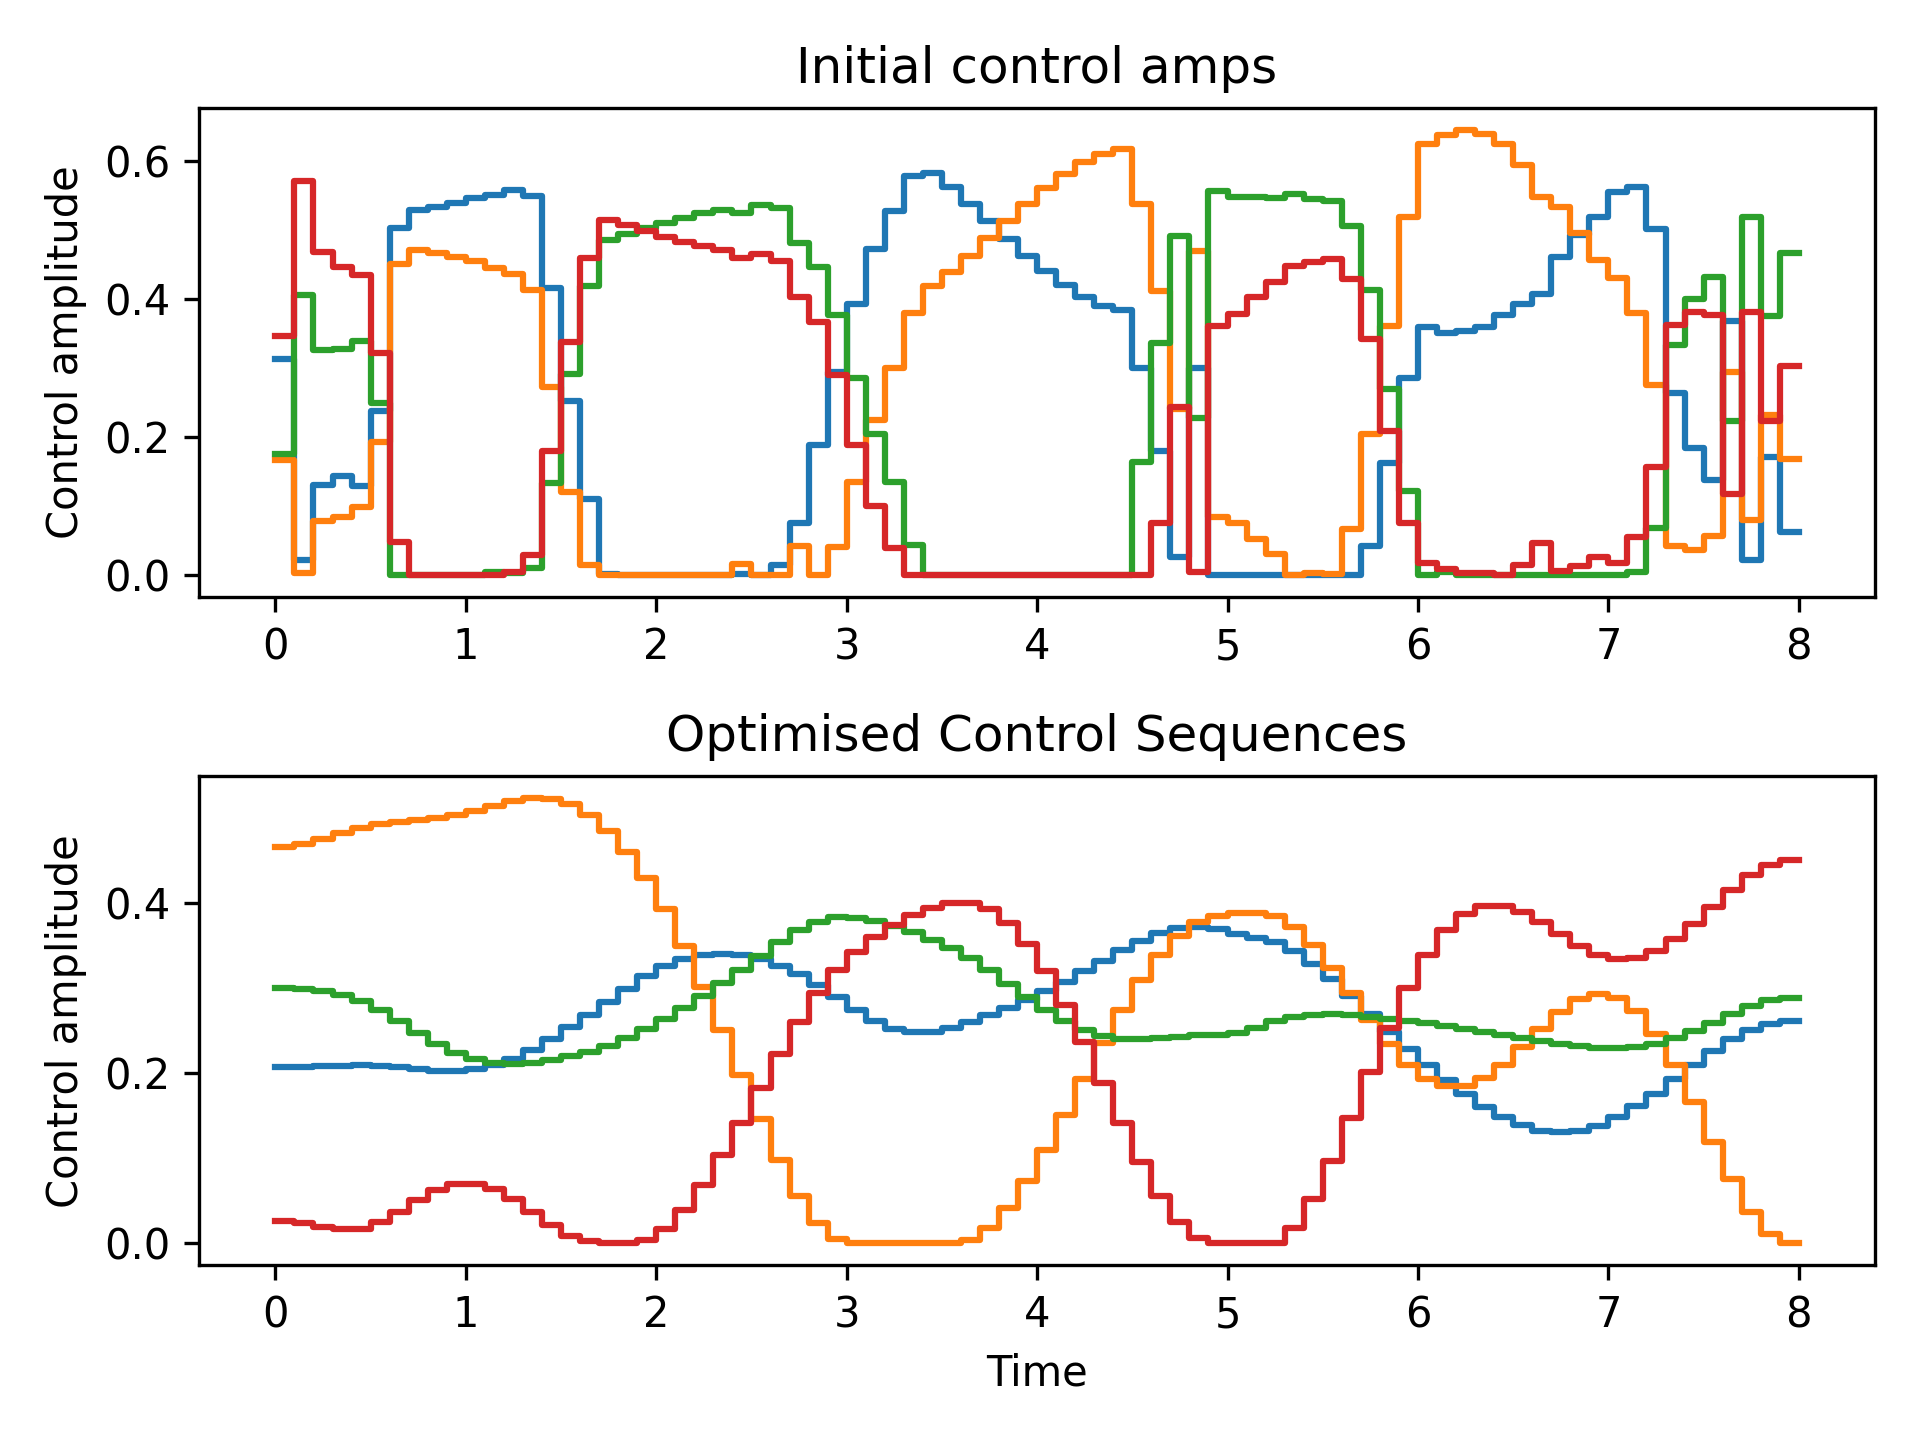 Initial control amps
Control amplitude
0.6
0.4
0.2
0.0
0 1 2 3 4 5 6 7 8
Optimised Control Sequences
Control amplitude
0.4
0.2
0.0
0 1 2 3 4 5 6 7 8
Time